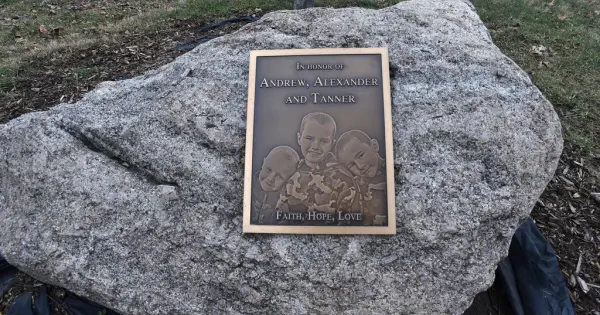 In honor of
Andrew, Alexander
and Tanner
Faith, Hope, Love